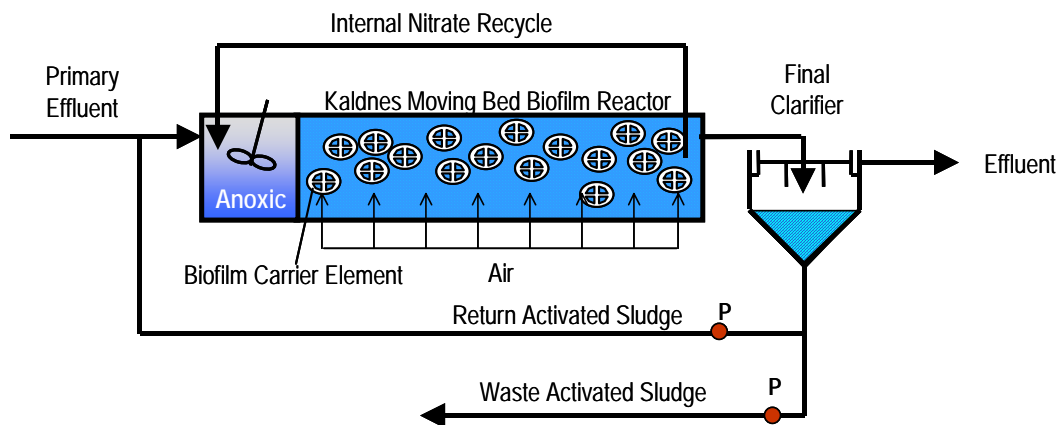 Internal Nitrate Recycle
Primary
Effluent
Kaldnes Moving Bed Biofilm Reactor
Final
Clarifier
Effluent
Anoxic
Biofilm Carrier Element
Air
Return Activated Sludge
P
Waste Activated Sludge
P